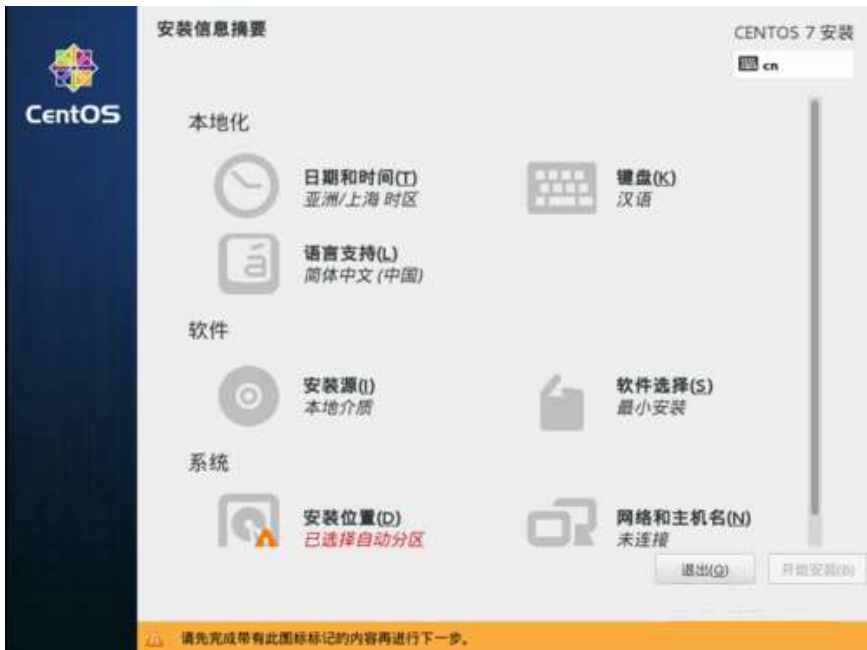 安装信息摘要
CENTOS 7 安装
cn
CentOS
本地化
日期和时间(T)
亚洲/上海 时区
键盘(K)
汉语
语言支持(L)
简体中文 (中国)
软件
安装源(I)
本地介质
软件选择(S)
最小安装
系统
安装位置(D)
已选择自动分区
网络和主机名(N)
未连接
退出(Q)
开始安装(B)
请先完成带有此图标标记的内容再进行下一步。